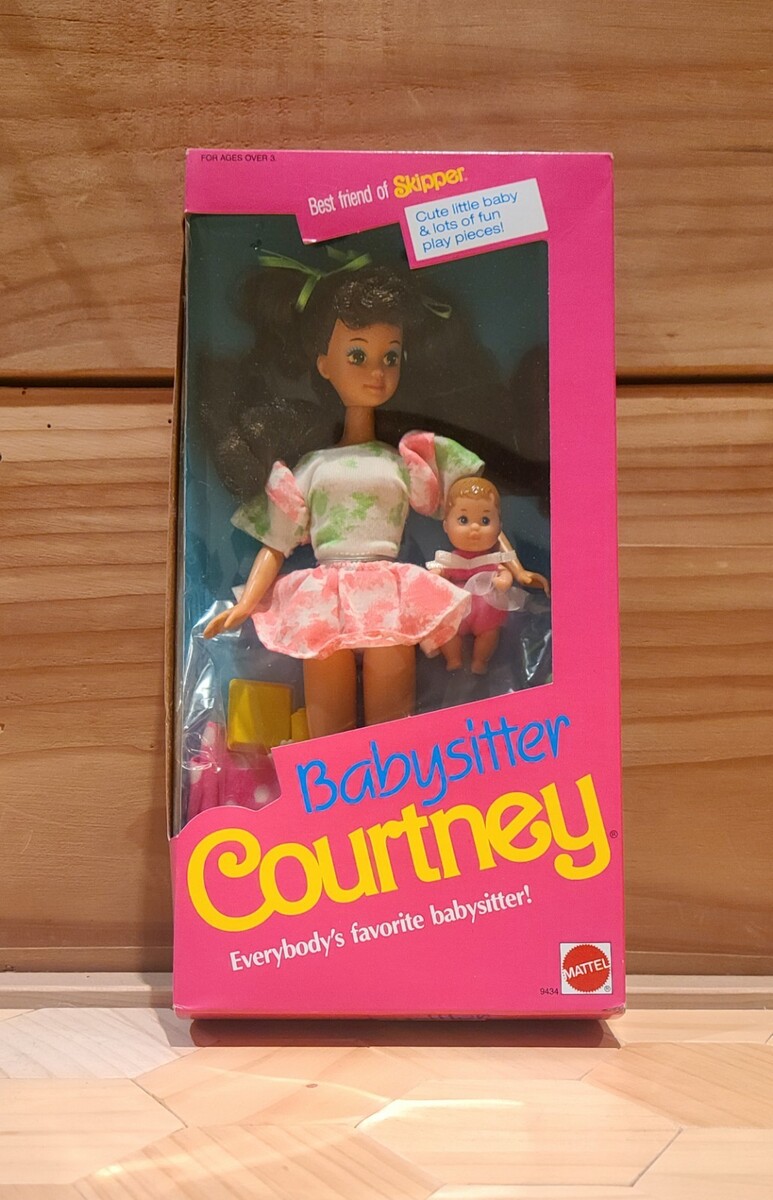 FOR AGES OVER 3.
Best friend of Skipper®
Cute little baby
& lots of fun
play pieces!
Babysitter
Courtney®
Everybody's favorite babysitter!
MATTEL®
9434